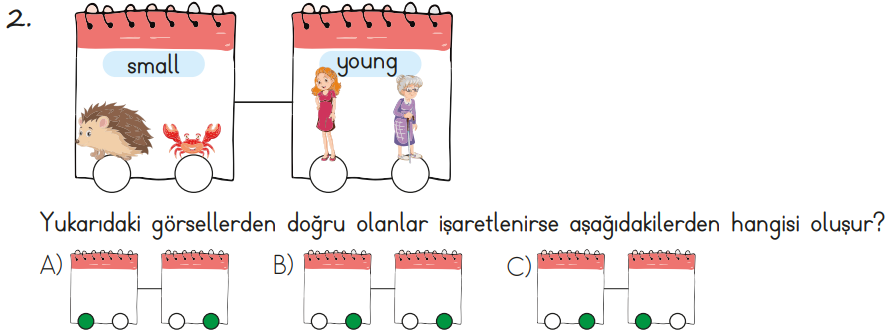 2.
small
young
Yukarıdaki görsellerden doğru olanlar işaretlenirse aşağıdakilerden hangisi oluşur?
A) B) C)